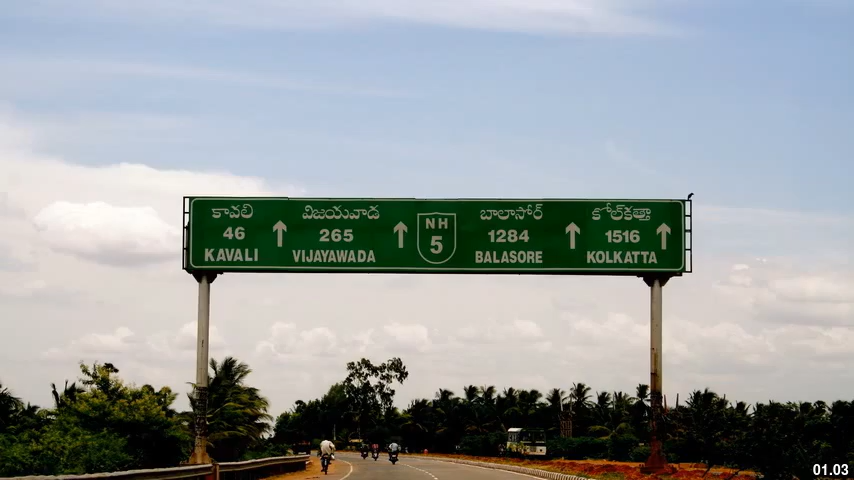 కావలి
46
KAVALI
విజయవాడ
265
VIJAYAWADA
NH
5
బాలాసోర్
1284
BALASORE
కోల్‌కత్తా
1516
KOLKATTA
01.03